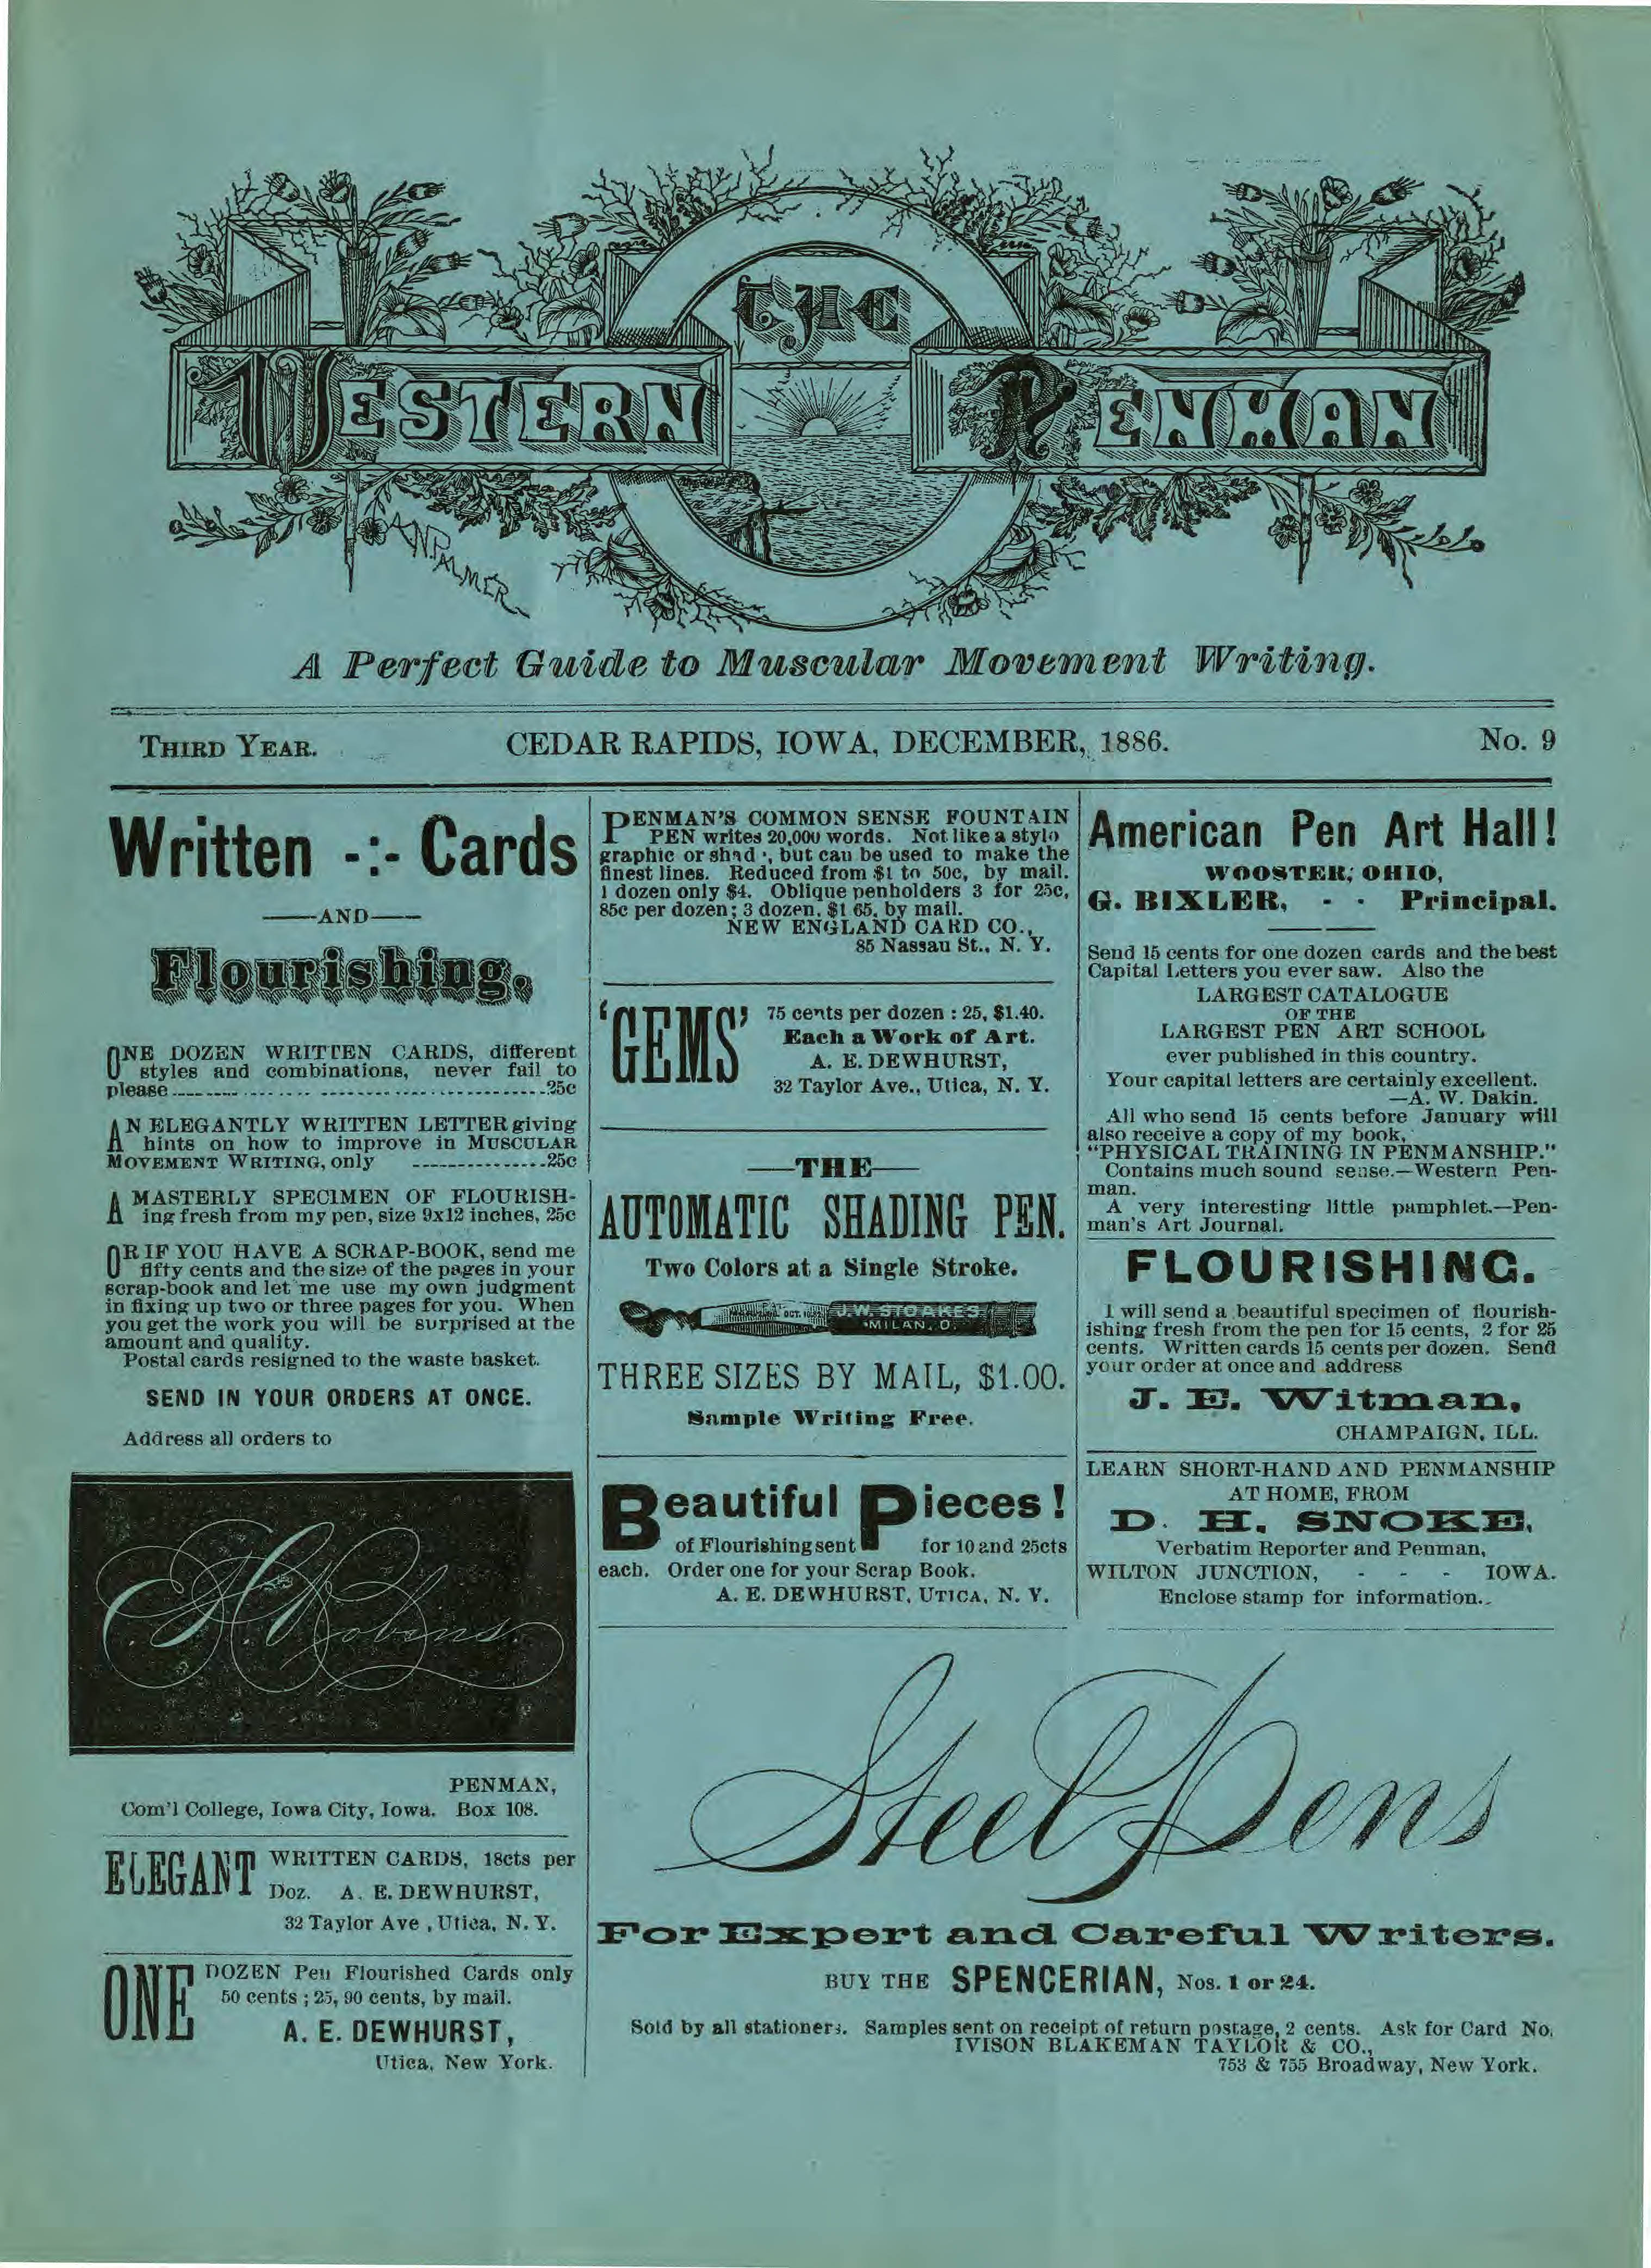 THE
WESTERN PENMAN
A.N. PALMER
A Perfect Guide to Muscular Movement Writing.
THIRD YEAR. CEDAR RAPIDS, IOWA, DECEMBER, 1886. No. 9
Written -:- Cards
—AND—
Flourishing.
ONE DOZEN WRITTEN CARDS, different
styles and combinations, never fail to
please 25c
AN ELEGANTLY WRITTEN LETTER giving
hints on how to improve in MUSCULAR
MOVEMENT WRITING, only 25c
A MASTERLY SPECIMEN OF FLOURISH-
ing fresh from my pen, size 9x12 inches, 25c
OR IF YOU HAVE A SCRAP-BOOK, send me
fifty cents and the size of the pages in your
scrap-book and let me use my own judgment
in fixing up two or three pages for you. When
you get the work you will be surprised at the
amount and quality.
Postal cards resigned to the waste basket.
SEND IN YOUR ORDERS AT ONCE.
Address all orders to
Robens
PENMAN,
Com'l College, Iowa City, Iowa. Box 108.
ELEGANT WRITTEN CARDS, 18cts per
Doz. A. E. DEWHURST,
32 Taylor Ave, Utica, N. Y.
ONE DOZEN Pen Flourished Cards only
50 cents; 25, 90 cents, by mail.
A. E. DEWHURST,
Utica, New York.
PENMAN'S COMMON SENSE FOUNTAIN
PEN writes 20,000 words. Not like a stylo
graphic or shad, but can be used to make the
finest lines. Reduced from $1 to 50c, by mail.
1 dozen only $4. Oblique penholders 3 for 25c,
85c per dozen; 3 dozen, $1 65, by mail.
NEW ENGLAND CARD CO.,
85 Nassau St., N. Y.
'GEMS' 75 cents per dozen : 25, $1.40.
Each a Work of Art.
A. E. DEWHURST,
32 Taylor Ave., Utica, N. Y.
—THE—
AUTOMATIC SHADING PEN.
Two Colors at a Single Stroke.
PAT. OCT. J.W. STOAKES
MILAN, O.
THREE SIZES BY MAIL, $1.00.
Sample Writing Free.
Beautiful Pieces!
of Flourishing sent for 10 and 25cts
each. Order one for your Scrap Book.
A. E. DEWHURST, UTICA, N. Y.
American Pen Art Hall!
WOOSTER, OHIO,
G. BIXLER, - - Principal.
Send 15 cents for one dozen cards and the best
Capital Letters you ever saw. Also the
LARGEST CATALOGUE
OF THE
LARGEST PEN ART SCHOOL
ever published in this country.
Your capital letters are certainly excellent.
—A. W. Dakin.
All who send 15 cents before January will
also receive a copy of my book,
"PHYSICAL TRAINING IN PENMANSHIP."
Contains much sound sense.—Western Pen-
man.
A very interesting little pamphlet.—Pen-
man's Art Journal.
FLOURISHING.
I will send a beautiful specimen of flourish-
ishing fresh from the pen for 15 cents, 2 for 25
cents. Written cards 15 cents per dozen. Send
your order at once and address
J. E. Witman,
CHAMPAIGN, ILL.
LEARN SHORT-HAND AND PENMANSHIP
AT HOME, FROM
D. H. SNOKE,
Verbatim Reporter and Penman,
WILTON JUNCTION, - - - IOWA.
Enclose stamp for information.
Steel Pens
For Expert and Careful Writers.
BUY THE SPENCERIAN, Nos. 1 or 24.
Sold by all stationers. Samples sent on receipt of return postage, 2 cents. Ask for Card No.
IVISON BLAKEMAN TAYLOR & CO.,
753 & 755 Broadway, New York.